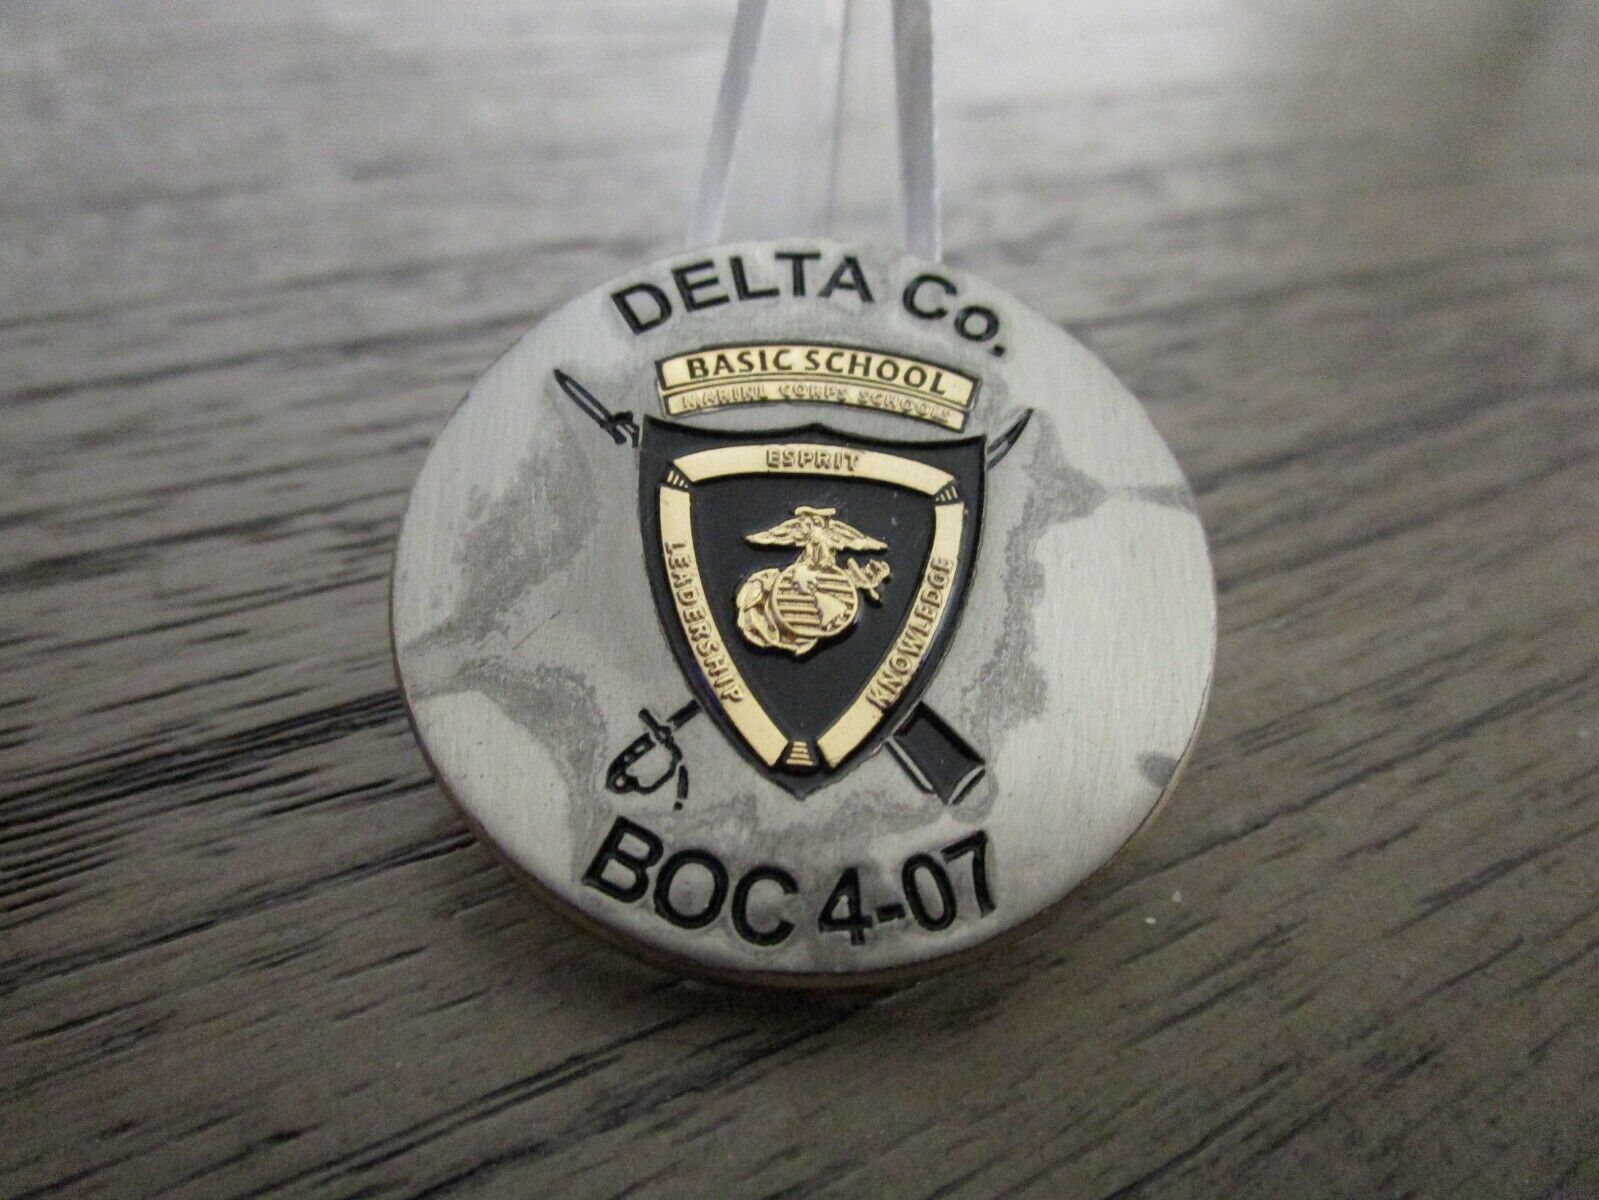 DELTA Co.
BASIC SCHOOL
MARINE CORPS SCHOOLS
ESPRIT
LEADERSHIP
KNOWLEDGE
BOC 4-07